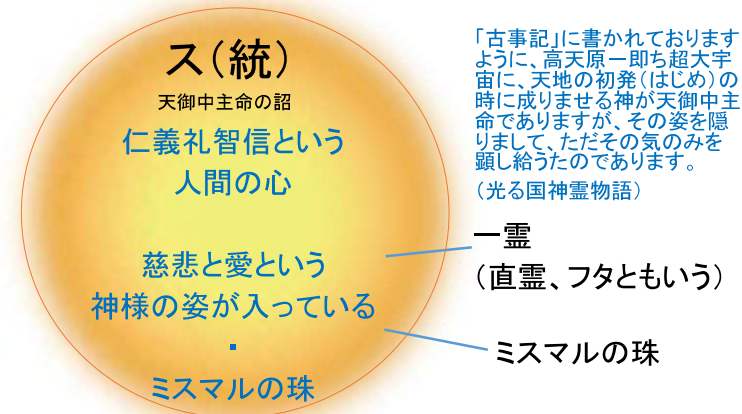 ス（統）
天御中主命の詔
仁義礼智信という
人間の心
慈悲と愛という
神様の姿が入っている
・
ミスマルの珠
「古事記」に書かれております
ように、高天原－即ち超大宇
宙に、天地の初発（はじめ）の
時に成りませる神が天御中主
命でありますが、その姿を隠
りまして、ただその気のみを
顕し給うたのであります。
（光る国神霊物語）
一霊
（直霊、フタともいう）
ミスマルの珠